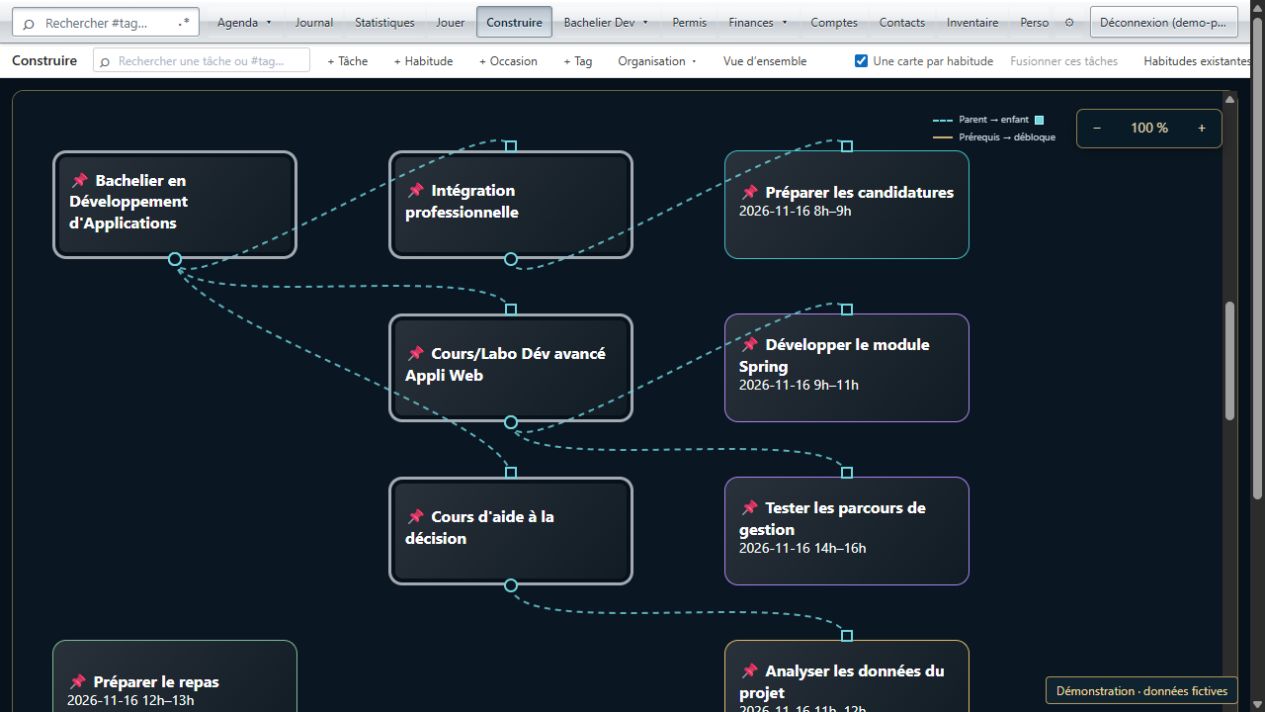 Rechercher #tag... .*
Agenda
Journal
Statistiques
Jouer
Construire
Bachelier Dev
Permis
Finances
Comptes
Contacts
Inventaire
Perso
Déconnexion (demo-p...
Construire
Rechercher une tâche ou #tag...
+ Tâche
+ Habitude
+ Occasion
+ Tag
Organisation
Vue d'ensemble
Une carte par habitude
Fusionner ces tâches
Habitudes existantes
Parent → enfant
Prérequis → débloque
− 100 % +
Bachelier en
Développement
d'Applications
Intégration
professionnelle
Préparer les candidatures
2026-11-16 8h–9h
Cours/Labo Dév avancé
Appli Web
Développer le module
Spring
2026-11-16 9h–11h
Cours d'aide à la
décision
Tester les parcours de
gestion
2026-11-16 14h–16h
Préparer le repas
2026-11-16 12h–13h
Analyser les données du
projet
2026-11-16 11h–12h
Démonstration · données fictives